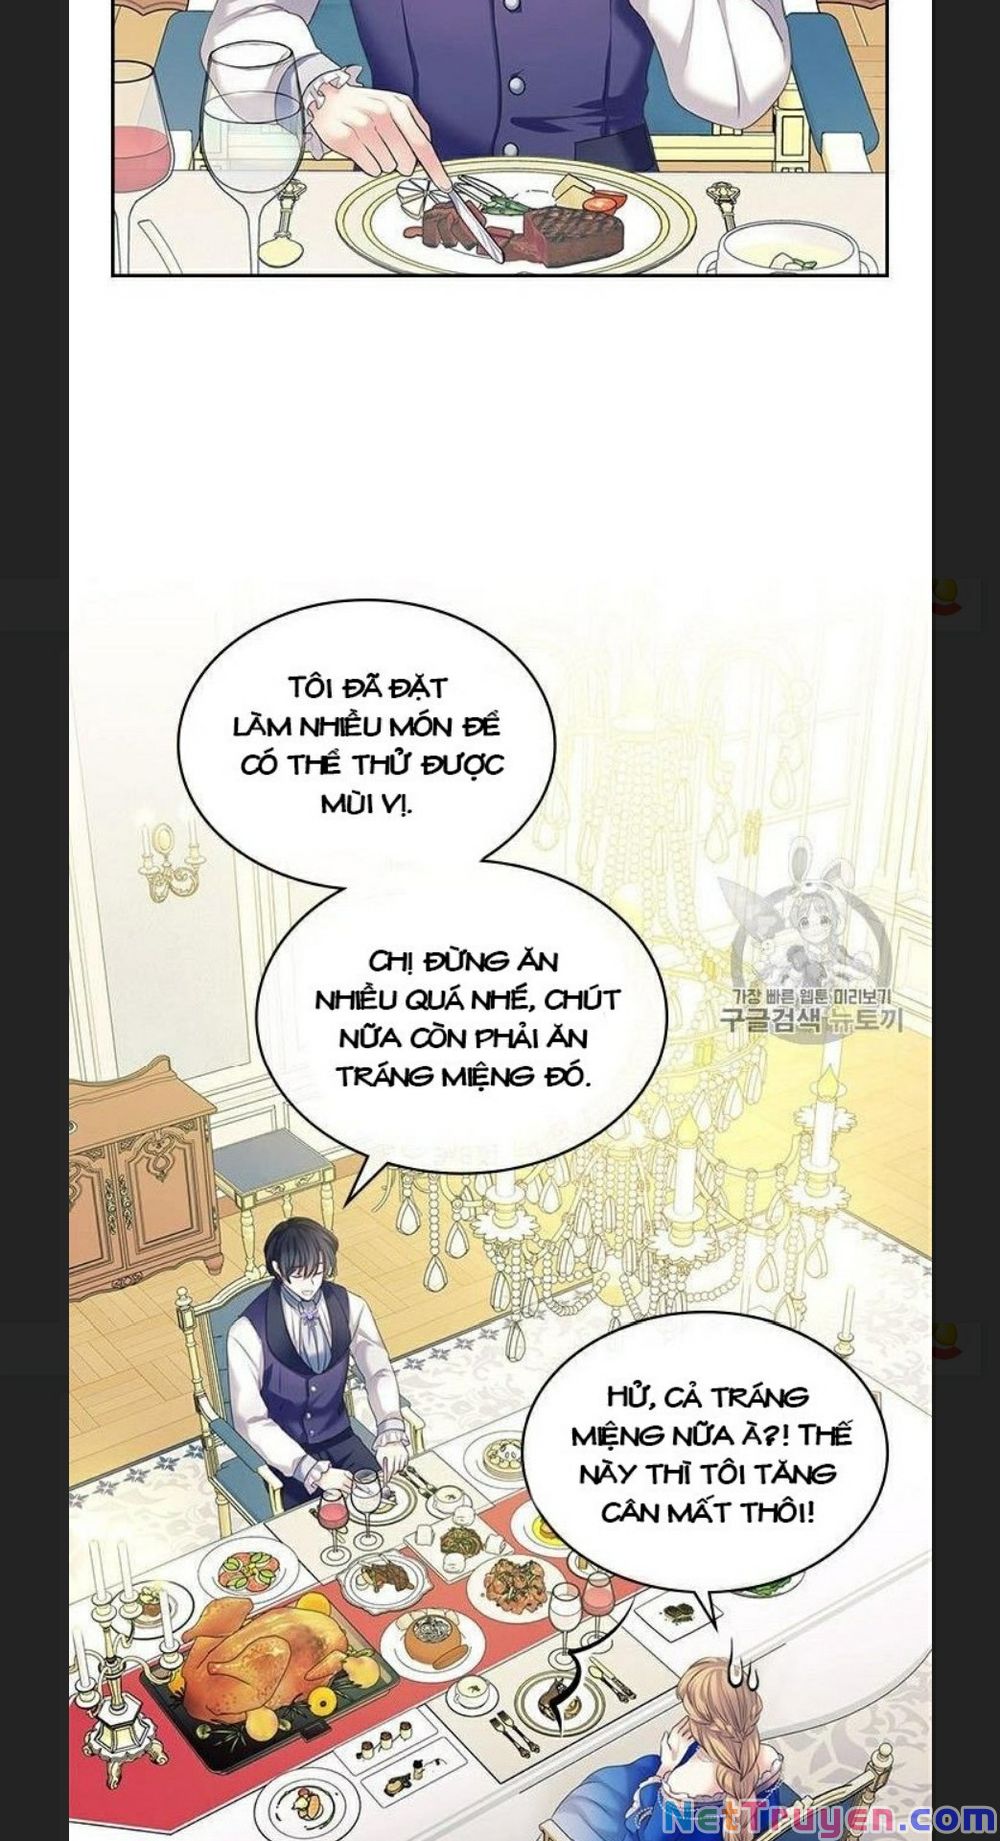 TÔI ĐÃ ĐẶT
LÀM NHIỀU MÓN ĐỂ
CÓ THỂ THỬ ĐƯỢC
MÙI VỊ.
CHỊ ĐỪNG ĂN
NHIỀU QUÁ NHÉ, CHÚT
NỮA CÒN PHẢI ĂN
TRÁNG MIỆNG ĐÓ.
가장 빠른 웹툰 미리보기
구글검색 뉴토끼
HỬ, CẢ TRÁNG
MIỆNG NỮA À?! THẾ
NÀY THÌ TÔI TĂNG
CÂN MẤT THÔI!
NetTruyen.com